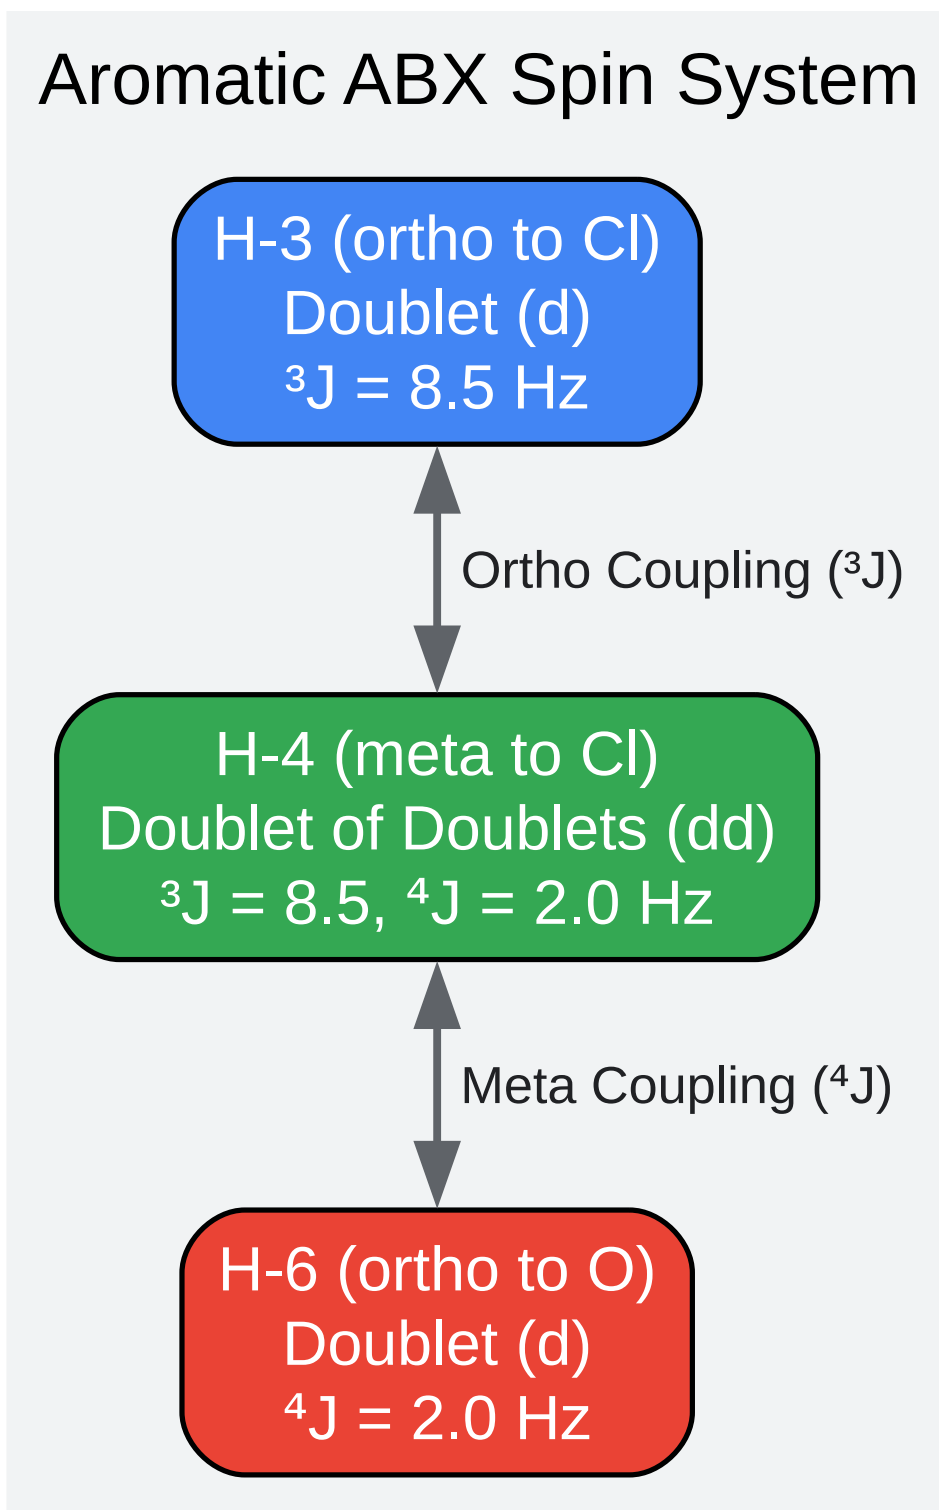 Aromatic ABX Spin System
H-3 (ortho to Cl)
Doublet (d)
³J = 8.5 Hz
Ortho Coupling (³J)
H-4 (meta to Cl)
Doublet of Doublets (dd)
³J = 8.5, ⁴J = 2.0 Hz
Meta Coupling (⁴J)
H-6 (ortho to O)
Doublet (d)
⁴J = 2.0 Hz